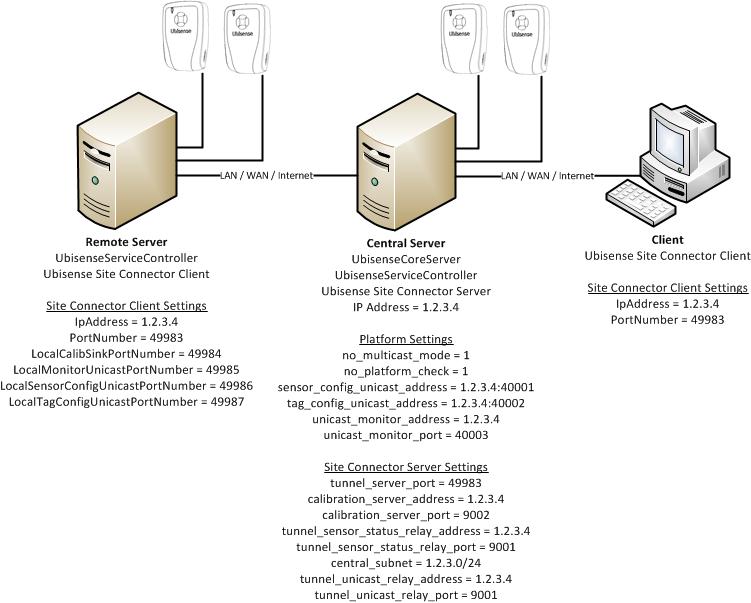 Ubisense
Ubisense
Ubisense
Ubisense
LAN / WAN / Internet
LAN / WAN / Internet
Remote Server
UbisenseServiceController
Ubisense Site Connector Client
Site Connector Client Settings
IpAddress = 1.2.3.4
PortNumber = 49983
LocalCalibSinkPortNumber = 49984
LocalMonitorUnicastPortNumber = 49985
LocalSensorConfigUnicastPortNumber = 49986
LocalTagConfigUnicastPortNumber = 49987
Central Server
UbisenseCoreServer
UbisenseServiceController
Ubisense Site Connector Server
IP Address = 1.2.3.4
Platform Settings
no_multicast_mode = 1
no_platform_check = 1
sensor_config_unicast_address = 1.2.3.4:40001
tag_config_unicast_address = 1.2.3.4:40002
unicast_monitor_address = 1.2.3.4
unicast_monitor_port = 40003
Site Connector Server Settings
tunnel_server_port = 49983
calibration_server_address = 1.2.3.4
calibration_server_port = 9002
tunnel_sensor_status_relay_address = 1.2.3.4
tunnel_sensor_status_relay_port = 9001
central_subnet = 1.2.3.0/24
tunnel_unicast_relay_address = 1.2.3.4
tunnel_unicast_relay_port = 9001
Client
Ubisense Site Connector Client
Site Connector Client Settings
IpAddress = 1.2.3.4
PortNumber = 49983